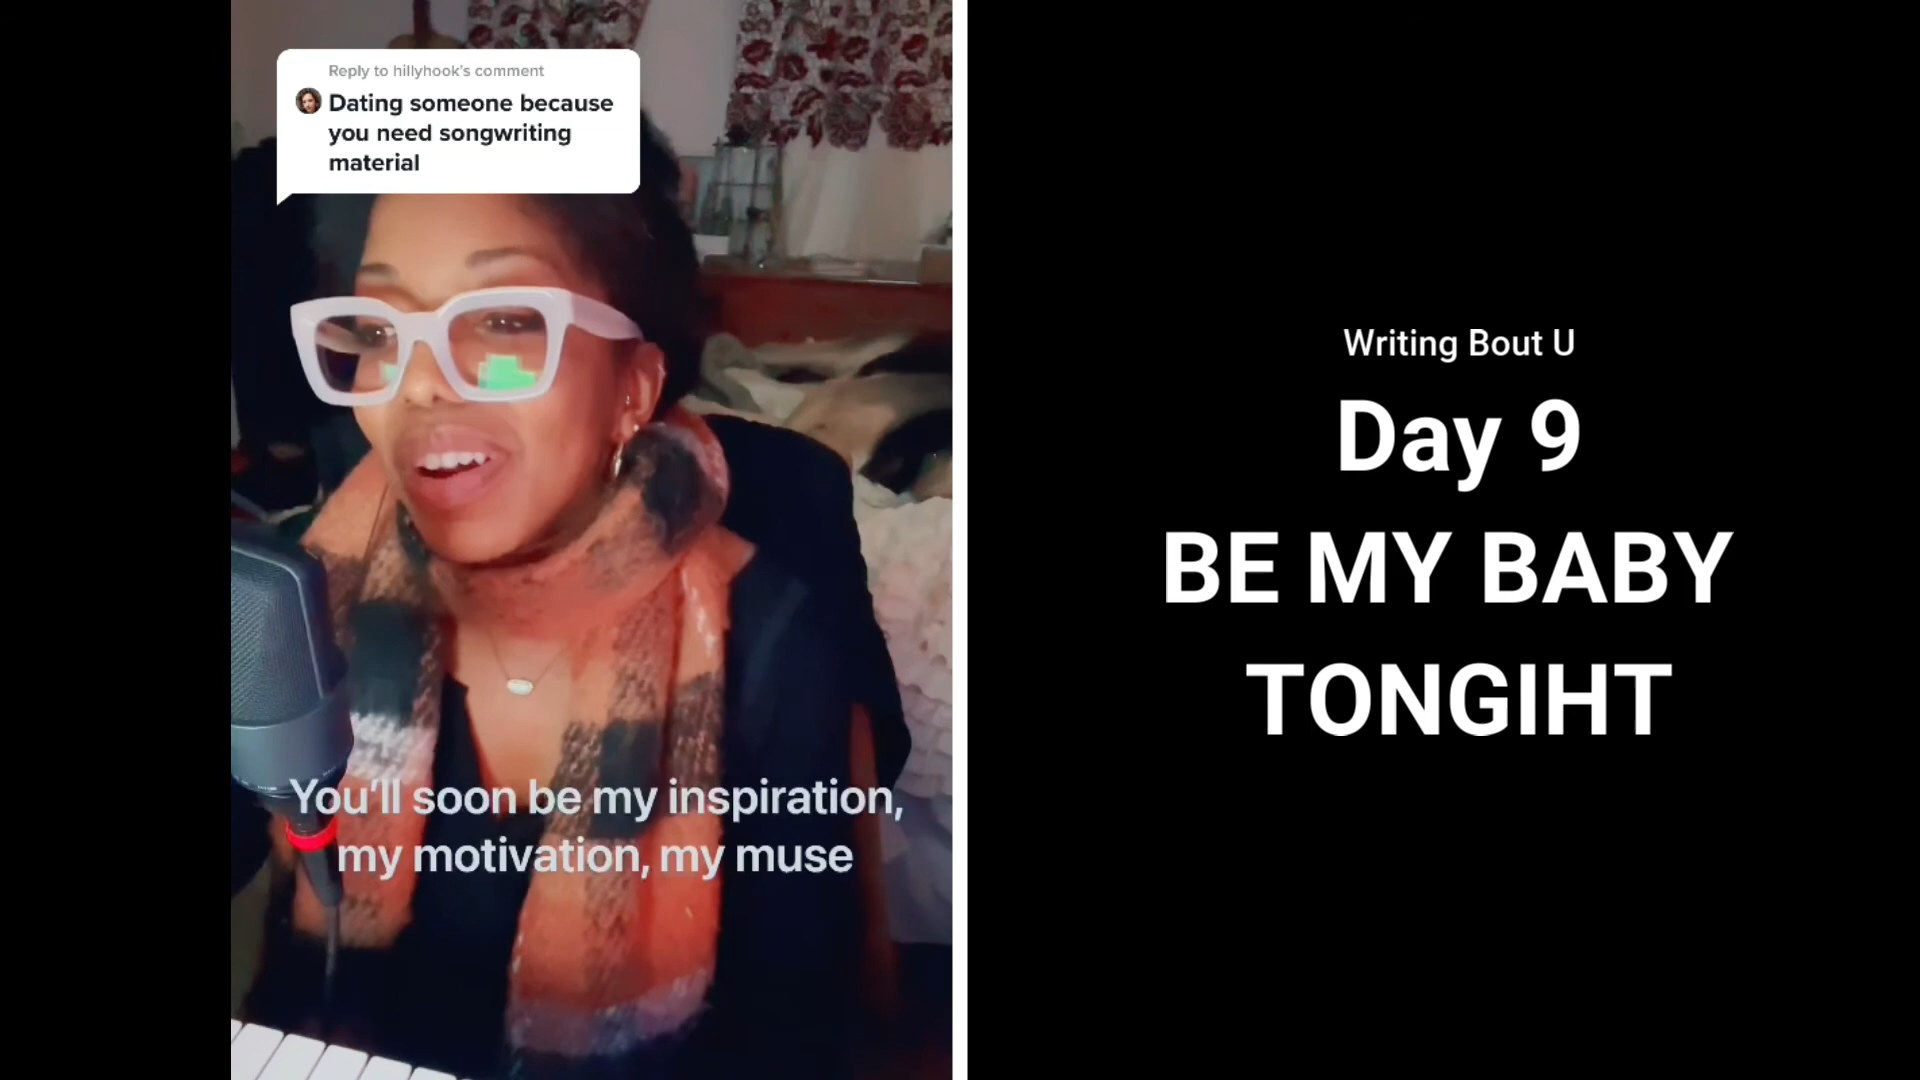 Reply to hillyhook's comment
Dating someone because
you need songwriting
material
You'll soon be my inspiration,
my motivation, my muse
Writing Bout U
Day 9
BE MY BABY
TONGIHT